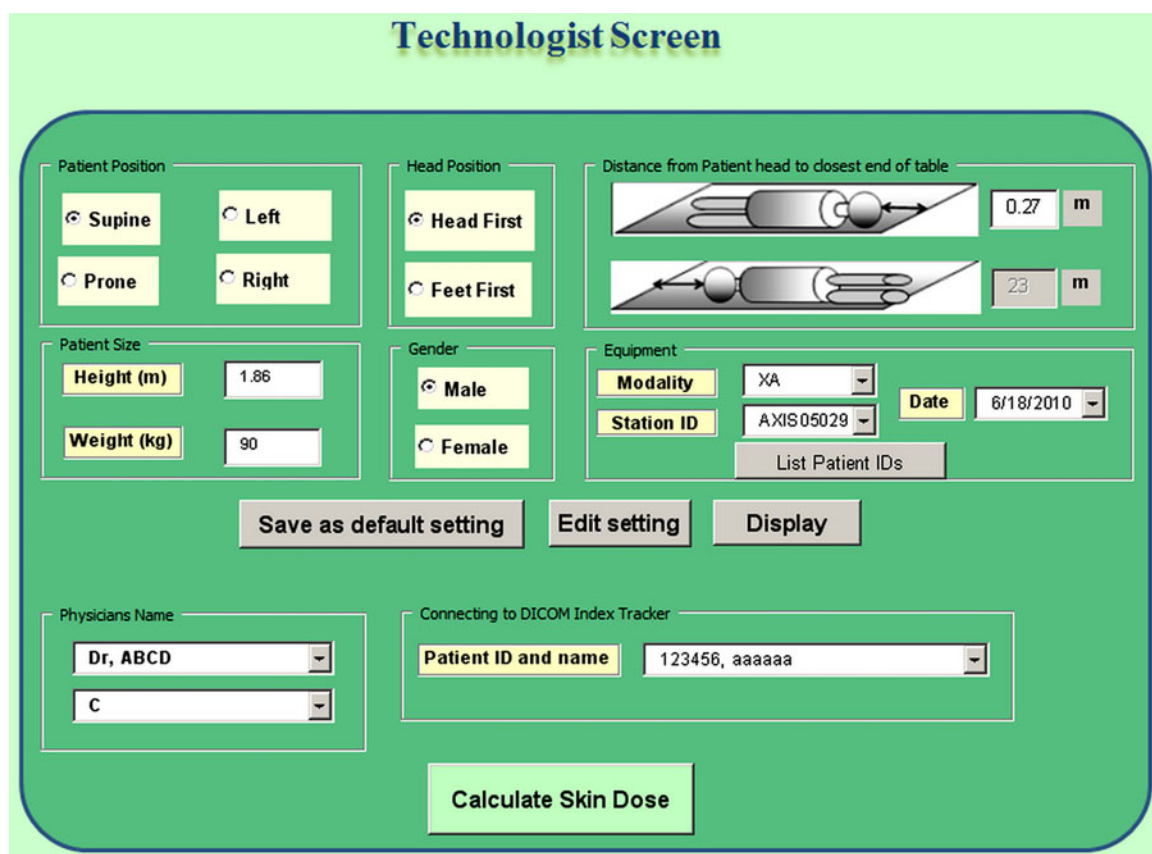 Technologist Screen
Patient Position
Supine
Left
Prone
Right
Head Position
Head First
Feet First
Distance from Patient head to closest end of table
0.27 m
23 m
Patient Size
Height (m) 1.86
Weight (kg) 90
Gender
Male
Female
Equipment
Modality XA
Station ID AXIS05029
Date 6/18/2010
List Patient IDs
Save as default setting
Edit setting
Display
Physicians Name
Dr, ABCD
C
Connecting to DICOM Index Tracker
Patient ID and name 123456, aaaaaa
Calculate Skin Dose